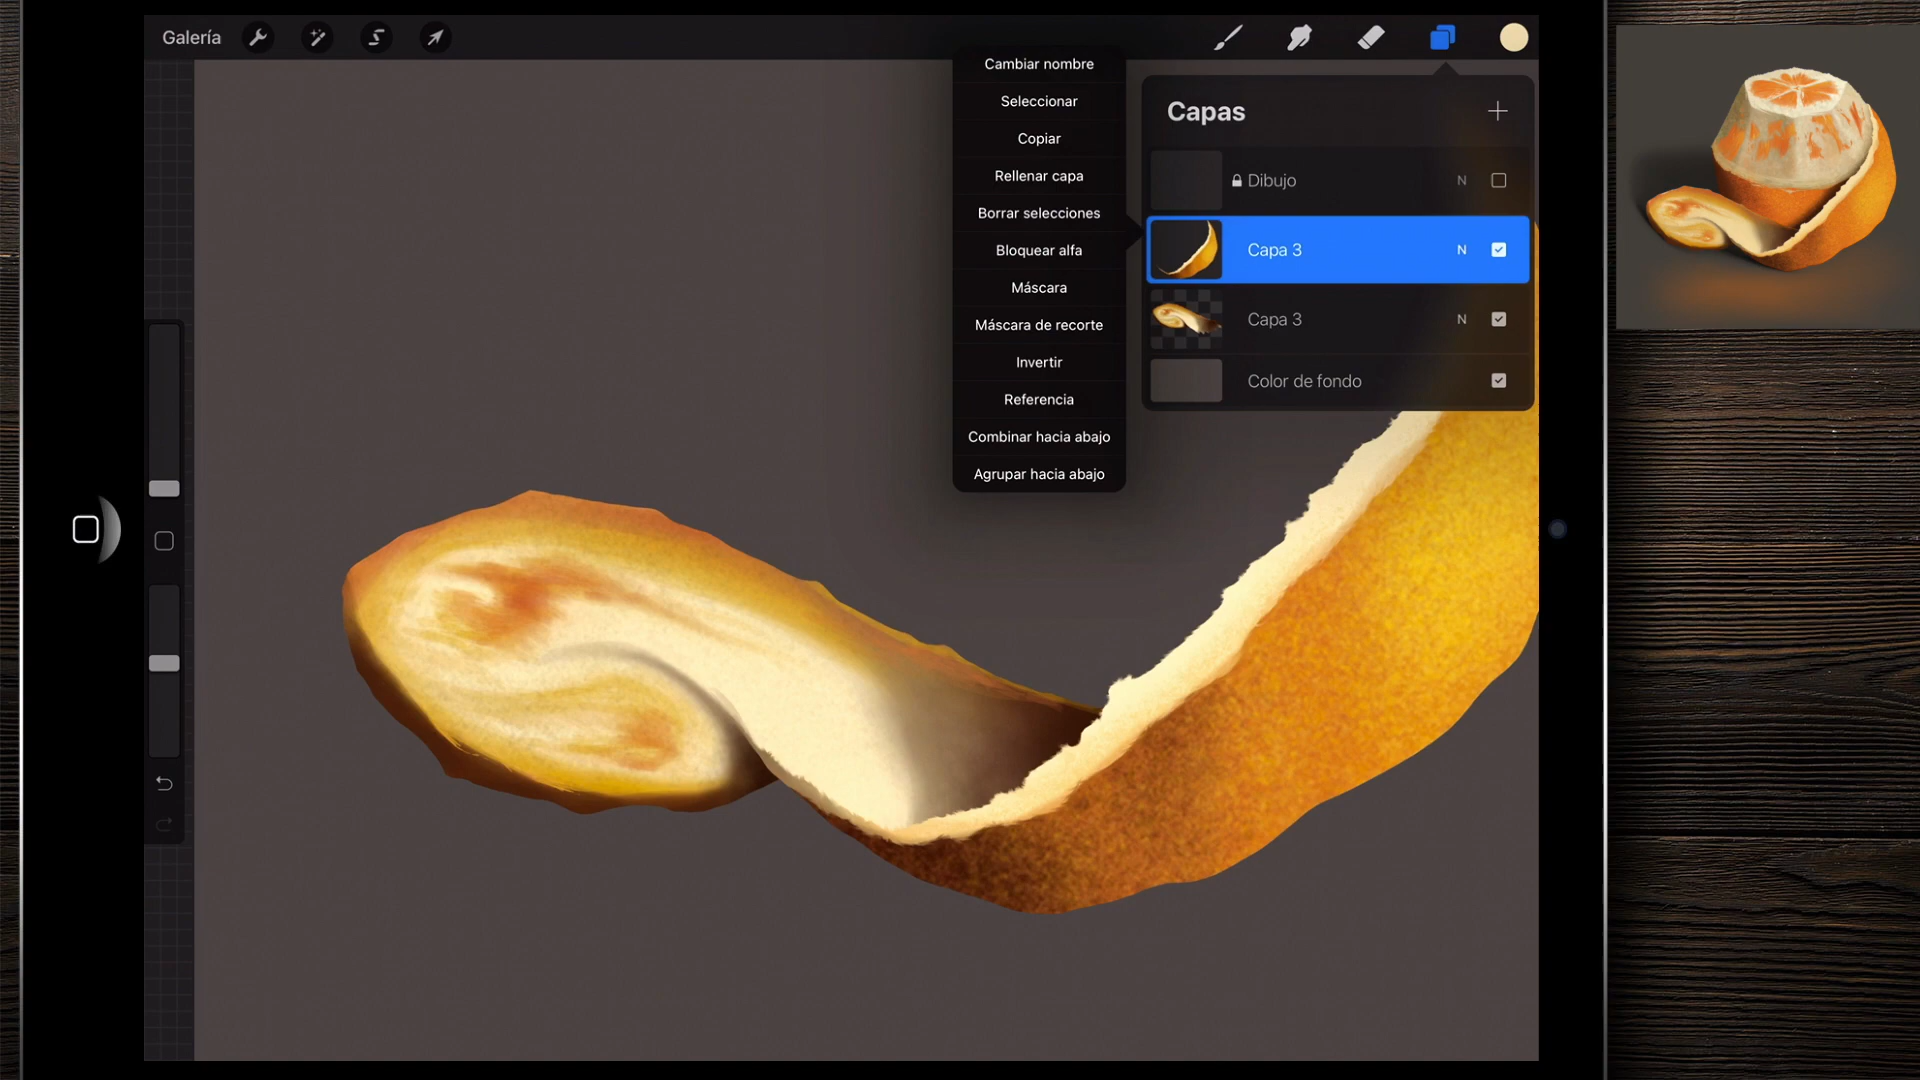 Galería
Cambiar nombre
Seleccionar
Copiar
Rellenar capa
Borrar selecciones
Bloquear alfa
Máscara
Máscara de recorte
Invertir
Referencia
Combinar hacia abajo
Agrupar hacia abajo
Capas
Dibujo N
Capa 3 N
Capa 3 N
Color de fondo